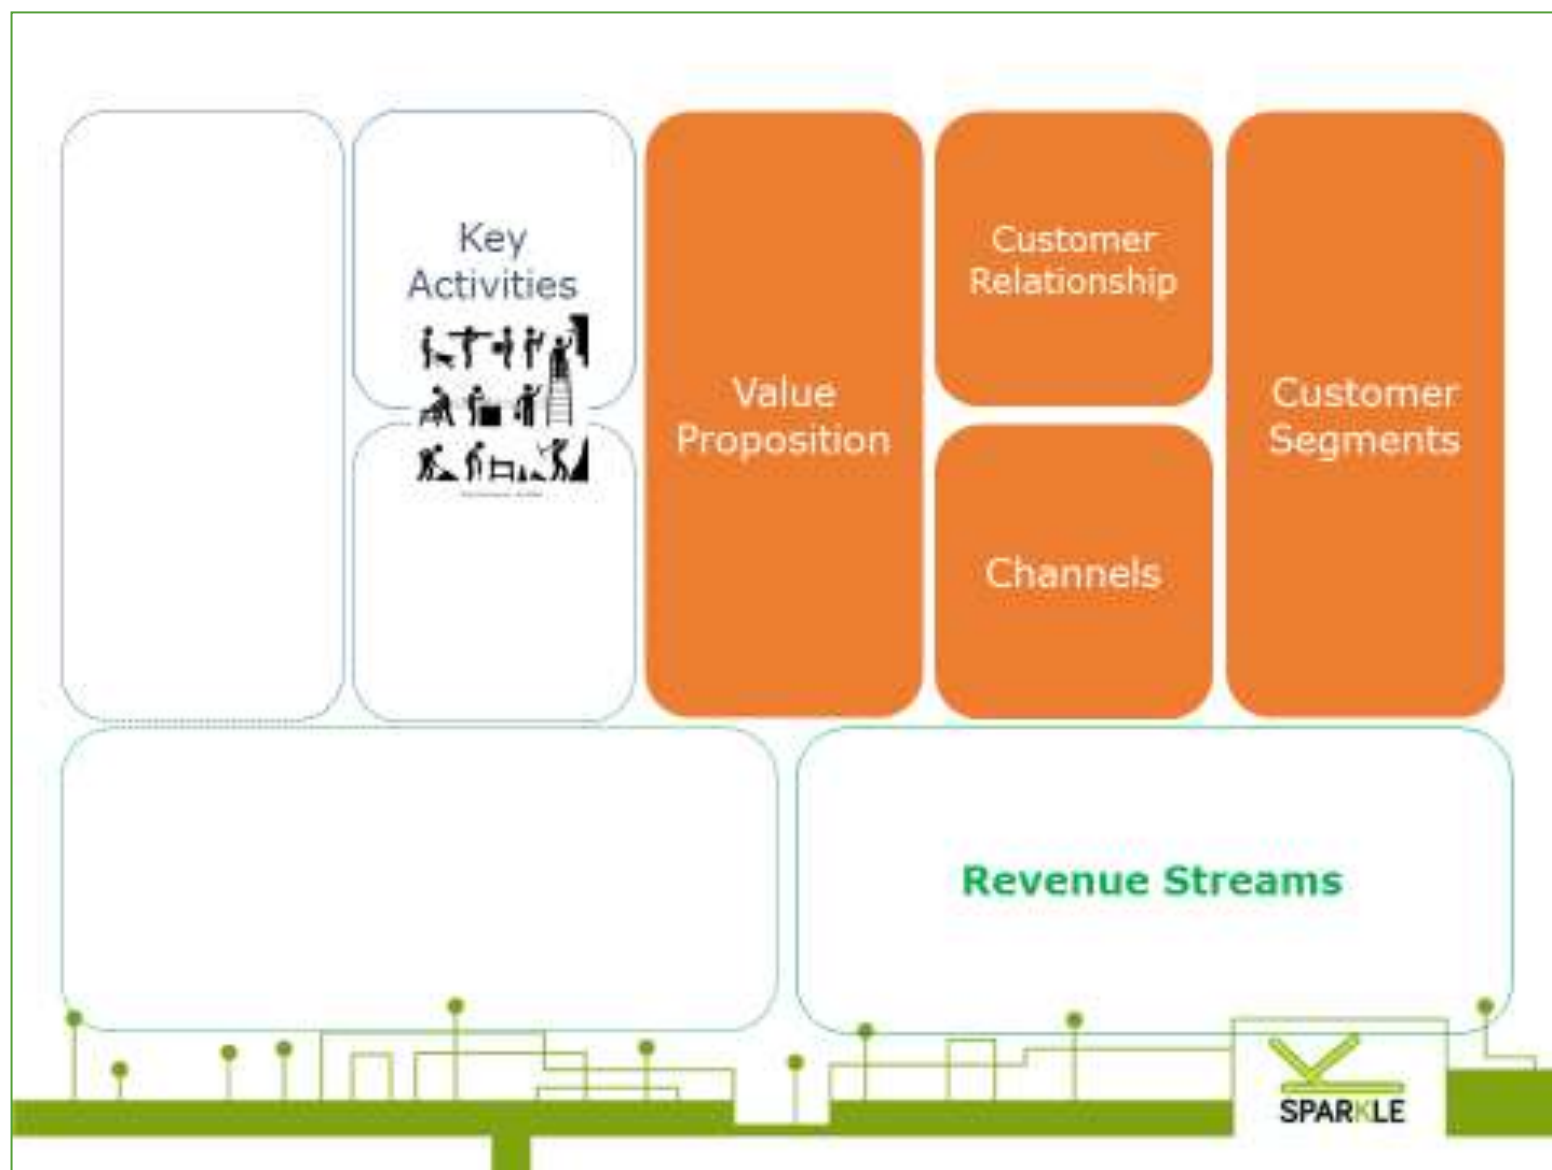 Key
Activities
Value
Proposition
Customer
Relationship
Channels
Customer
Segments
Revenue Streams
SPARKLE